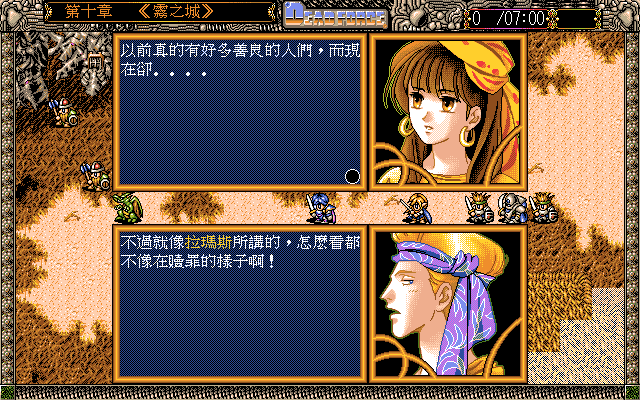 第十章 《霧之城》
DEADFORCE
0 /07:00
以前真的有好多善良的人們，而現
在卻．．．．
不過就像拉瑪斯所講的，怎麼看都
不像在贖罪的樣子啊！